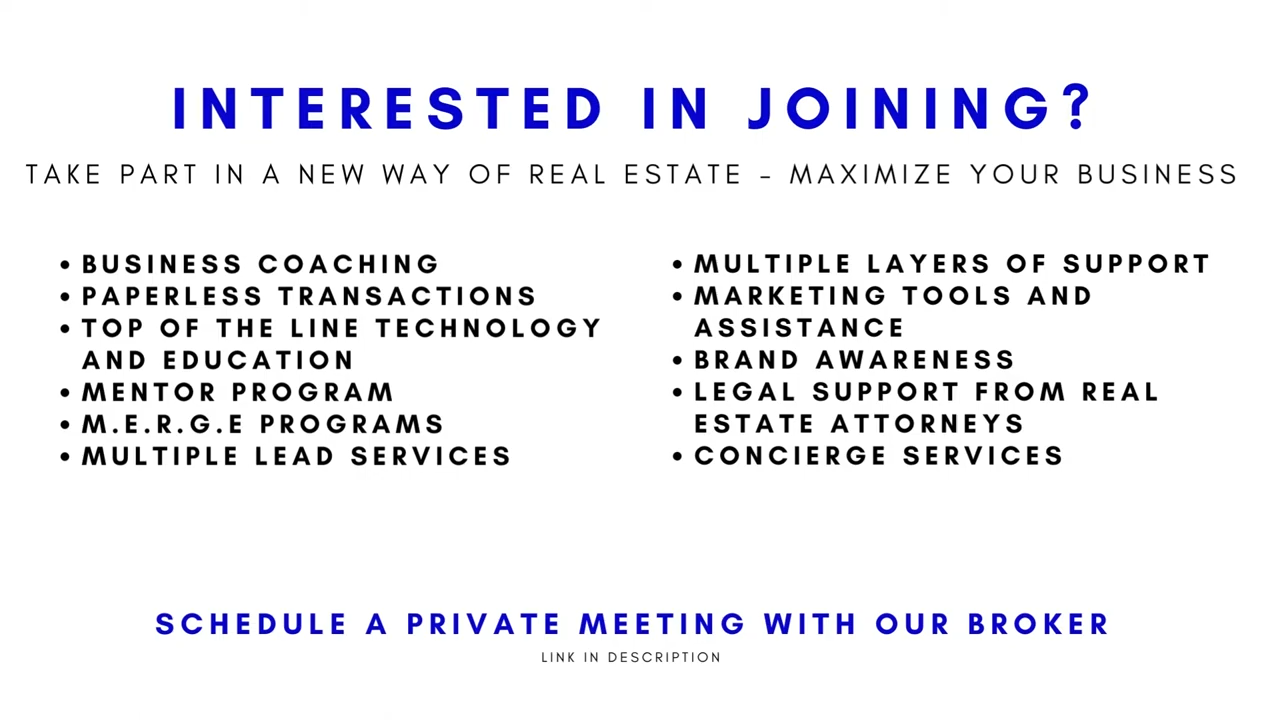 INTERESTED IN JOINING?
TAKE PART IN A NEW WAY OF REAL ESTATE - MAXIMIZE YOUR BUSINESS
• BUSINESS COACHING
• PAPERLESS TRANSACTIONS
• TOP OF THE LINE TECHNOLOGY
AND EDUCATION
• MENTOR PROGRAM
• M.E.R.G.E PROGRAMS
• MULTIPLE LEAD SERVICES
• MULTIPLE LAYERS OF SUPPORT
• MARKETING TOOLS AND
ASSISTANCE
• BRAND AWARENESS
• LEGAL SUPPORT FROM REAL
ESTATE ATTORNEYS
• CONCIERGE SERVICES
SCHEDULE A PRIVATE MEETING WITH OUR BROKER
LINK IN DESCRIPTION